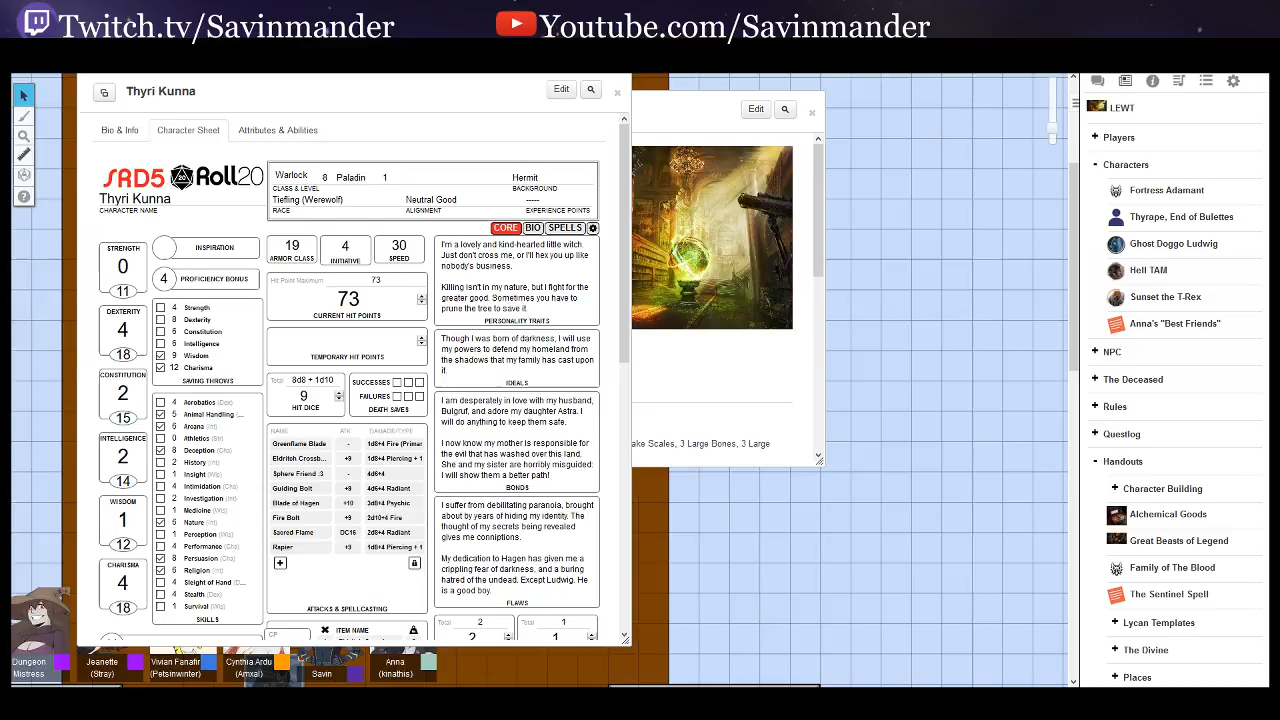 Twitch.tv/Savinmander
Youtube.com/Savinmander
Thyri Kunna
Edit
Bio & Info
Character Sheet
Attributes & Abilities
SRD5
Roll20
Thyri Kunna
CHARACTER NAME
Warlock 8 Paladin 1
CLASS & LEVEL
Hermit
BACKGROUND
Tiefling (Werewolf)
RACE
Neutral Good
ALIGNMENT
-----
EXPERIENCE POINTS
CORE
BIO
SPELLS
STRENGTH
0
11
DEXTERITY
4
18
CONSTITUTION
2
15
INTELLIGENCE
2
14
WISDOM
1
12
CHARISMA
4
18
INSPIRATION
4 PROFICIENCY BONUS
4 Strength
8 Dexterity
6 Constitution
6 Intelligence
9 Wisdom
12 Charisma
SAVING THROWS
4 Acrobatics (Dex)
5 Animal Handling (...
6 Arcana (Int)
0 Athletics (Str)
8 Deception (Cha)
2 History (Int)
1 Insight (Wis)
4 Intimidation (Cha)
2 Investigation (Int)
1 Medicine (Wis)
6 Nature (Int)
1 Perception (Wis)
4 Performance (Cha)
8 Persuasion (Cha)
6 Religion (Int)
4 Sleight of Hand (D...
4 Stealth (Dex)
1 Survival (Wis)
SKILLS
19
ARMOR CLASS
4
INITIATIVE
30
SPEED
Hit Point Maximum 73
73
CURRENT HIT POINTS
TEMPORARY HIT POINTS
Total 8d8 + 1d10
9
HIT DICE
SUCCESSES
FAILURES
DEATH SAVES
NAME ATK DAMAGE/TYPE
Greenflame Blade - 1d8+4 Fire (Primar
Eldritch Crossb... +9 1d8+4 Piercing + 1
Sphere Friend :3 - 4d6+4
Guiding Bolt +9 4d6+4 Radiant
Blade of Hagen +10 3d8+4 Psychic
Fire Bolt +9 2d10+4 Fire
Sacred Flame DC16 2d8+4 Radiant
Rapier +9 1d8+4 Piercing + 1
ATTACKS & SPELLCASTING
CP
ITEM NAME
I'm a lovely and kind-hearted little witch.
Just don't cross me, or I'll hex you up like
nobody's business.
Killing isn't in my nature, but I fight for the
greater good. Sometimes you have to
prune the tree to save it.
PERSONALITY TRAITS
Though I was born of darkness, I will use
my powers to defend my homeland from
the shadows that my family has cast upon
it.
IDEALS
I am desperately in love with my husband,
Bulgruf, and adore my daughter Astra. I
will do anything to keep them safe.
I now know my mother is responsible for
the evil that has washed over this land.
She and my sister are horribly misguided:
I will show them a better path!
BONDS
I suffer from debilitating paranoia, brought
about by years of hiding my identity. The
thought of my secrets being revealed
gives me conniptions.
My dedication to Hagen has given me a
crippling fear of darkness, and a buring
hatred of the undead. Except Ludwig. He
is a good boy.
FLAWS
Total 2
2
Total 1
1
Edit
ake Scales, 3 Large Bones, 3 Large
LEWT
Players
Characters
Fortress Adamant
Thyrape, End of Bulettes
Ghost Doggo Ludwig
Hell TAM
Sunset the T-Rex
Anna's "Best Friends"
NPC
The Deceased
Rules
Questlog
Handouts
Character Building
Alchemical Goods
Great Beasts of Legend
Family of The Blood
The Sentinel Spell
Lycan Templates
The Divine
Places
Dungeon
Mistress
Jeanette
(Stray)
Vivian Fanafir
(Petsinwinter)
Cynthia Ardu
(Amxal)
Savin
Anna
(kinathis)